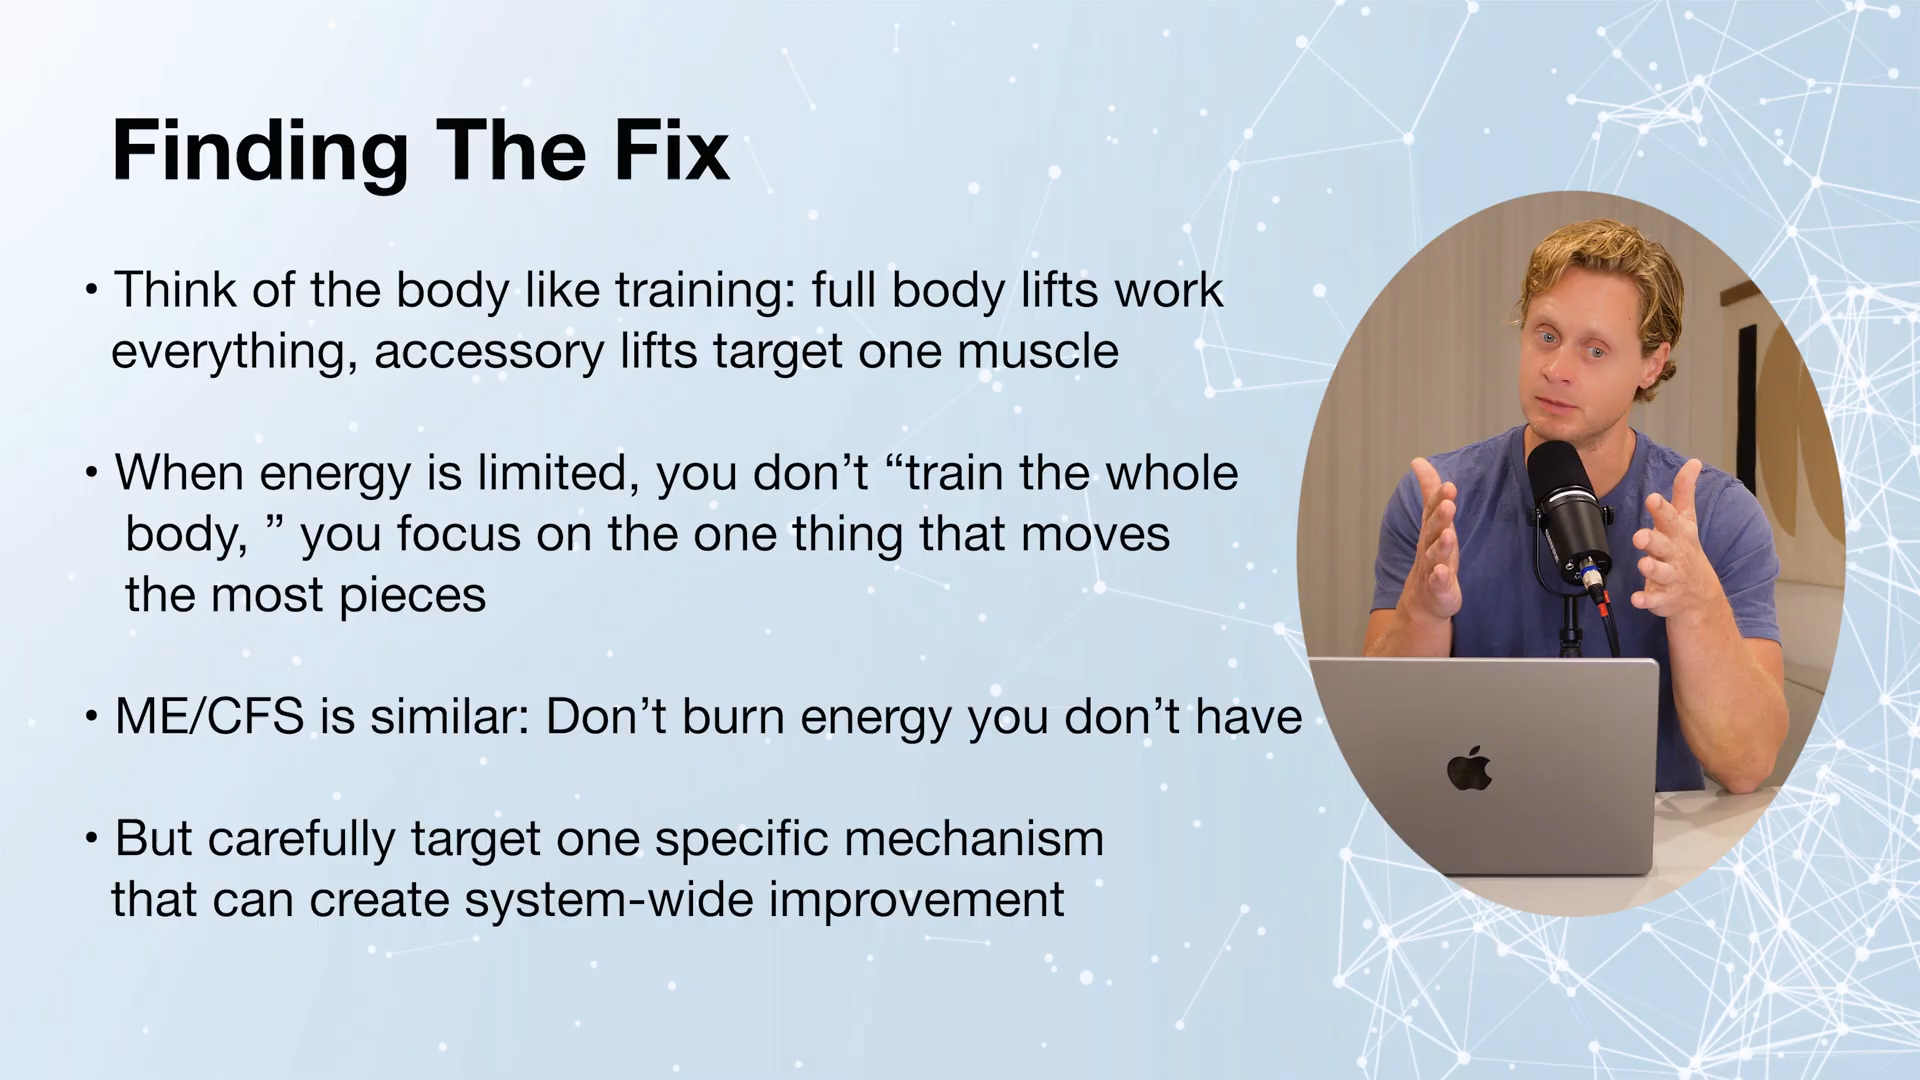 Finding The Fix
• Think of the body like training: full body lifts work
everything, accessory lifts target one muscle
• When energy is limited, you don’t “train the whole
body, ” you focus on the one thing that moves
the most pieces
• ME/CFS is similar: Don’t burn energy you don’t have
• But carefully target one specific mechanism
that can create system-wide improvement